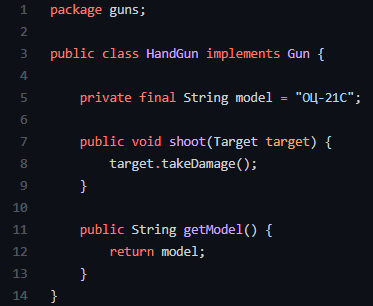 1 package guns;
2
3 public class HandGun implements Gun {
4
5     private final String model = "ОЦ-21С";
6
7     public void shoot(Target target) {
8         target.takeDamage();
9     }
10
11     public String getModel() {
12         return model;
13     }
14 }